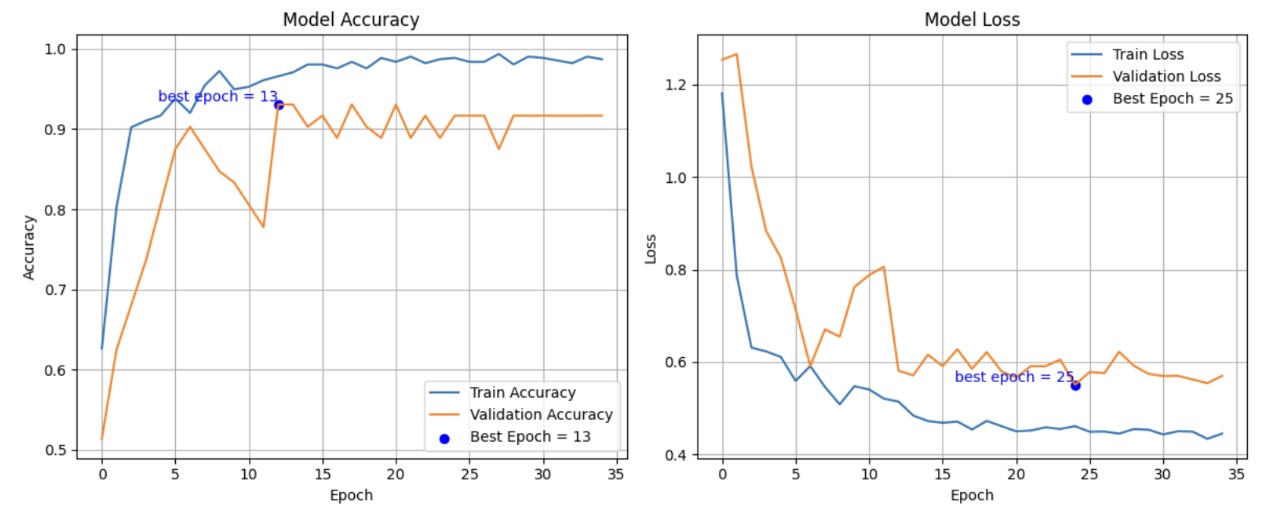 Model Accuracy
1.0
0.9
0.8
0.7
0.6
0.5
Accuracy
best epoch = 13
Train Accuracy
Validation Accuracy
Best Epoch = 13
0 5 10 15 20 25 30 35
Epoch
Model Loss
1.2
1.0
0.8
0.6
0.4
Loss
Train Loss
Validation Loss
Best Epoch = 25
best epoch = 25
0 5 10 15 20 25 30 35
Epoch